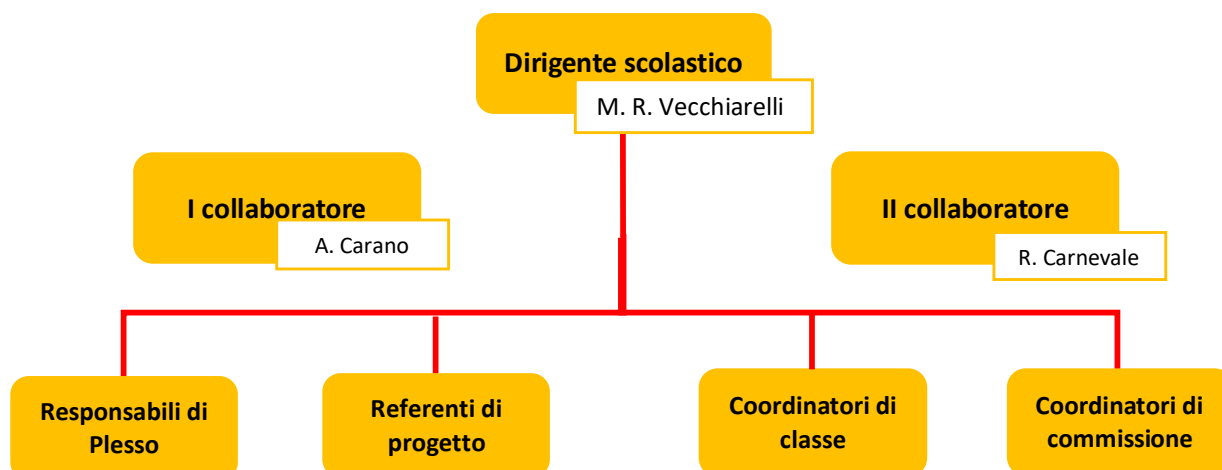 Dirigente scolastico
M. R. Vecchiarelli
I collaboratore
A. Carano
II collaboratore
R. Carnevale
Responsabili di
Plesso
Referenti di
progetto
Coordinatori di
classe
Coordinatori di
commissione